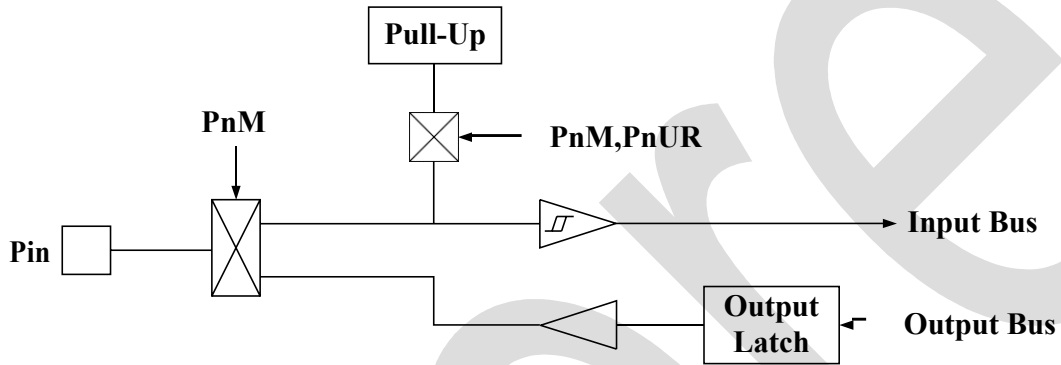 Pull-Up
PnM
PnM,PnUR
Pin
Input Bus
Output
Latch
Output Bus